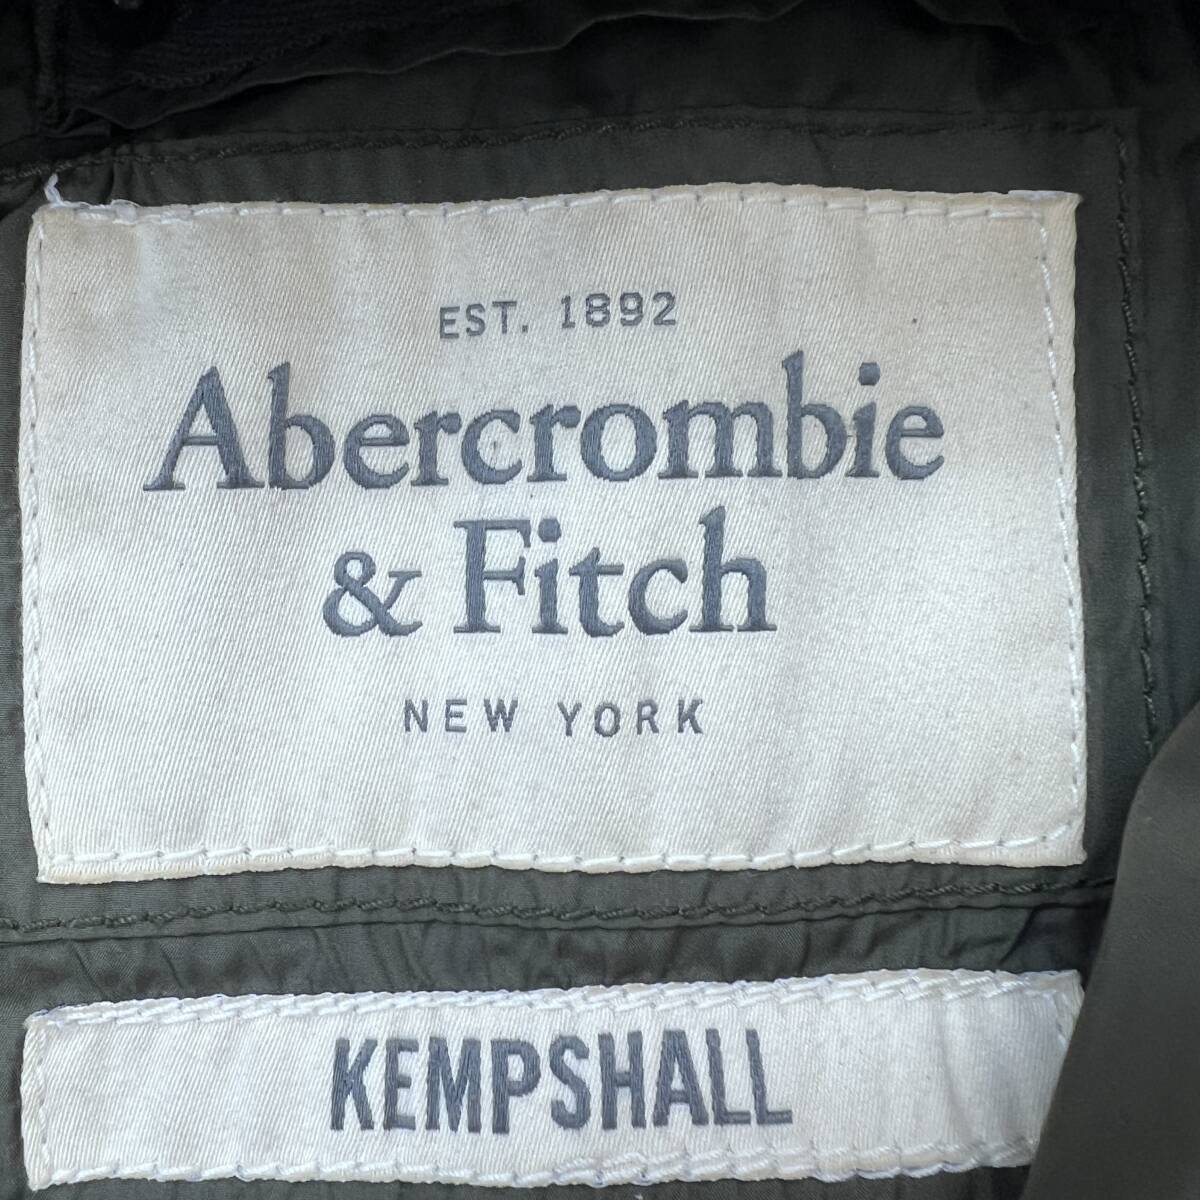 EST. 1892
Abercrombie
& Fitch
NEW YORK
KEMPSHALL